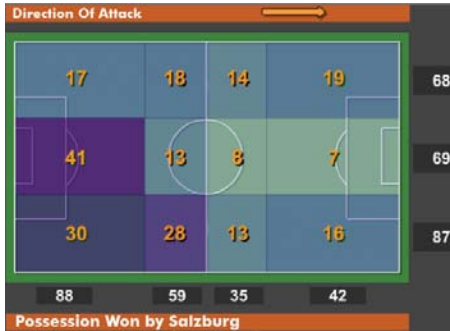 Direction Of Attack
17 18 14 19 68
41 13 8 7 69
30 28 13 16 87
88 59 35 42
Possession Won by Salzburg